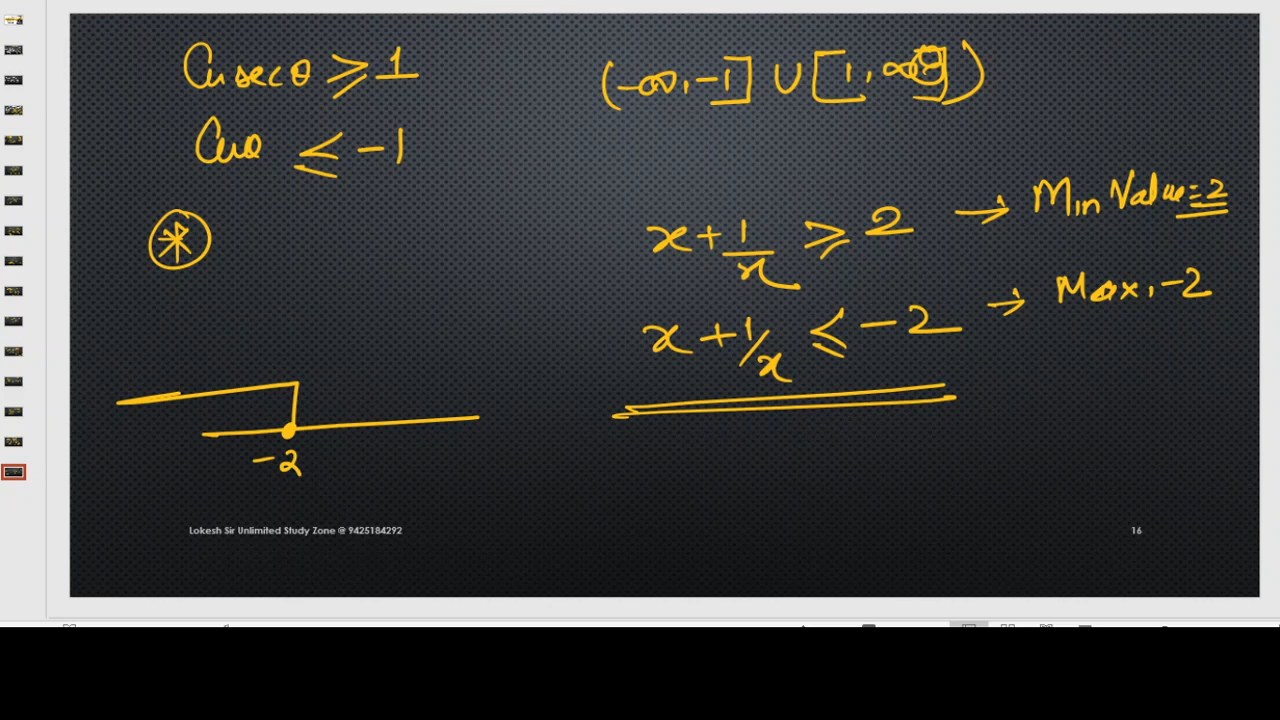 Cosecθ ≥ 1
(-∞, -1] ∪ [1, ∞)
≤ -1
x + 1/x ≥ 2 → Min Value = 2
x + 1/x ≤ -2 → Max. -2
-2
Lokesh Sir Unlimited Study Zone @ 9425184292
16